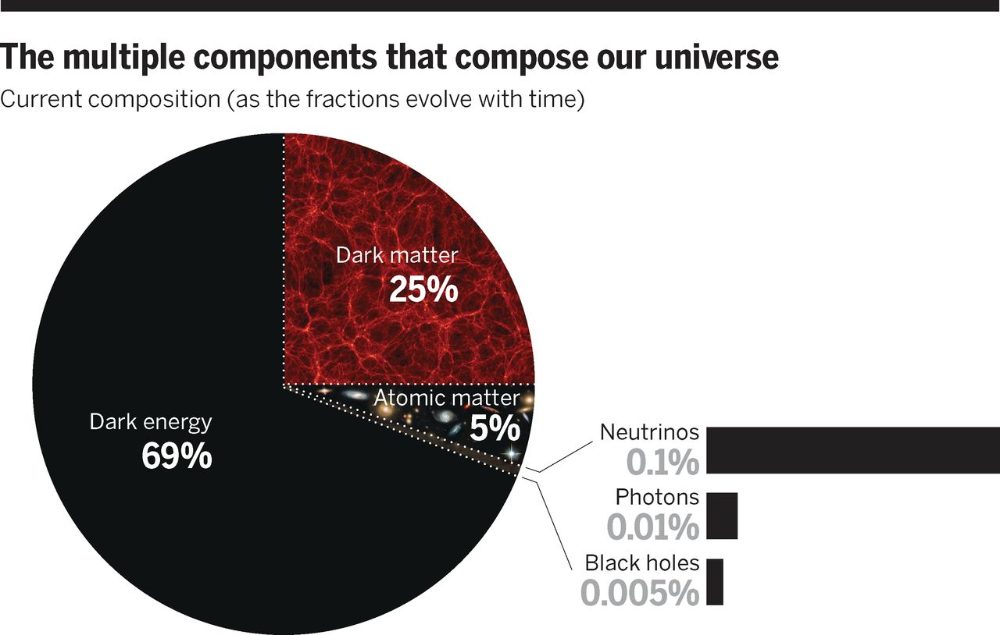 The multiple components that compose our universe
Current composition (as the fractions evolve with time)
Dark matter
25%
Atomic matter
5%
Dark energy
69%
Neutrinos
0.1%
Photons
0.01%
Black holes
0.005%